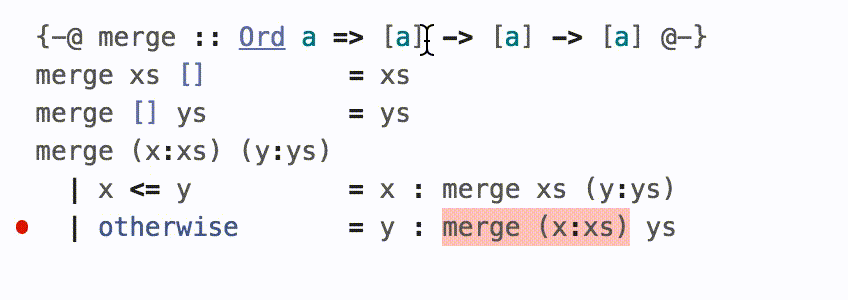 {-@ merge :: Ord a => [a] -> [a] -> [a] @-}
merge xs []         = xs
merge [] ys         = ys
merge (x:xs) (y:ys)
  | x <= y          = x : merge xs (y:ys)
  | otherwise       = y : merge (x:xs) ys